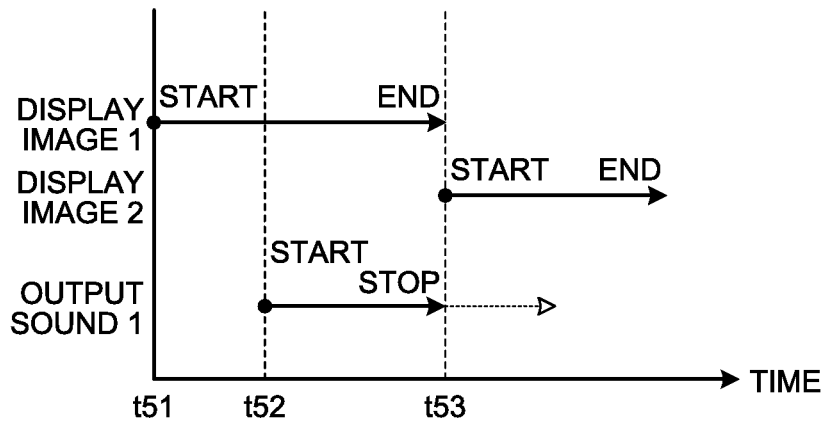 DISPLAY
IMAGE 1
START
END
DISPLAY
IMAGE 2
START
END
OUTPUT
SOUND 1
START
STOP
TIME
t51
t52
t53